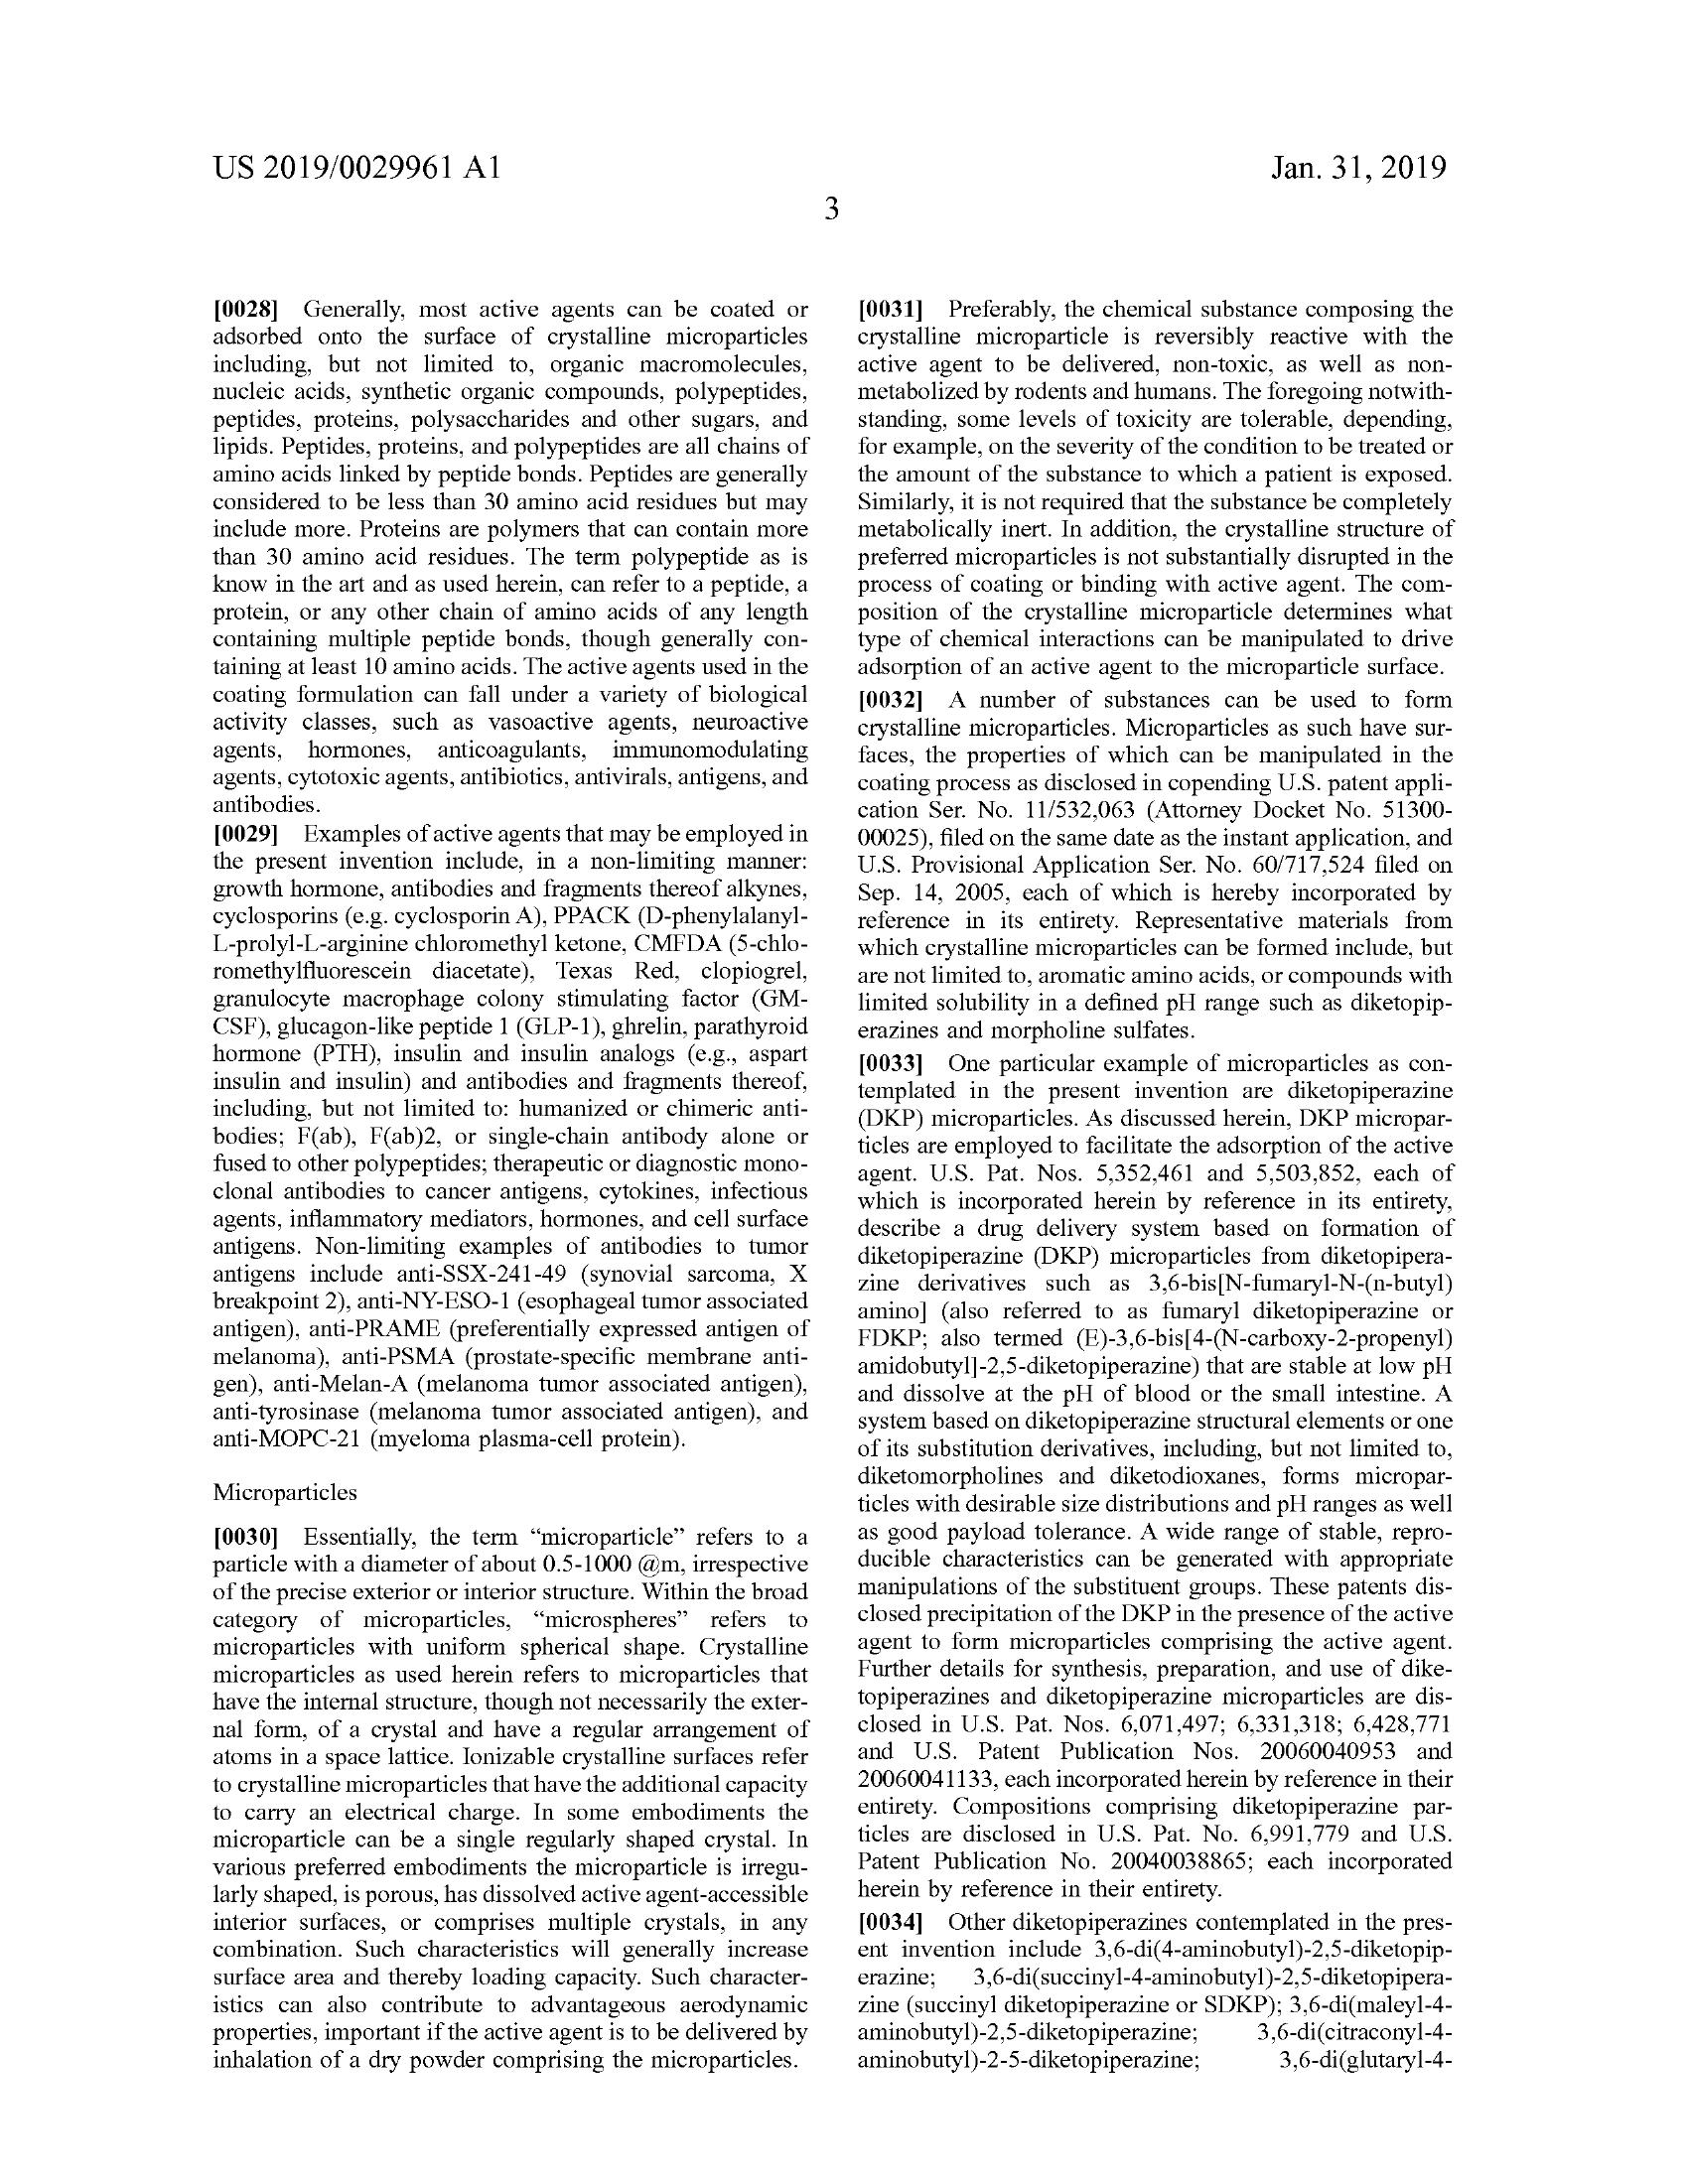 US 2019/0029961 A1
Jan. 31, 2019
3
[0028] Generally, most active agents can be coated or
adsorbed onto the surface of crystalline microparticles
including, but not limited to, organic macromolecules,
nucleic acids, synthetic organic compounds, polypeptides,
peptides, proteins, polysaccharides and other sugars, and
lipids. Peptides, proteins, and polypeptides are all chains of
amino acids linked by peptide bonds. Peptides are generally
considered to be less than 30 amino acid residues but may
include more. Proteins are polymers that can contain more
than 30 amino acid residues. The term polypeptide as is
know in the art and as used herein, can refer to a peptide, a
protein, or any other chain of amino acids of any length
containing multiple peptide bonds, though generally con-
taining at least 10 amino acids. The active agents used in the
coating formulation can fall under a variety of biological
activity classes, such as vasoactive agents, neuroactive
agents, hormones, anticoagulants, immunomodulating
agents, cytotoxic agents, antibiotics, antivirals, antigens, and
antibodies.
[0029] Examples of active agents that may be employed in
the present invention include, in a non-limiting manner:
growth hormone, antibodies and fragments thereof alkynes,
cyclosporins (e.g. cyclosporin A), PPACK (D-phenylalanyl-
L-prolyl-L-arginine chloromethyl ketone, CMFDA (5-chlo-
romethylfluorescein diacetate), Texas Red, clopiogrel,
granulocyte macrophage colony stimulating factor (GM-
CSF), glucagon-like peptide 1 (GLP-1), ghrelin, parathyroid
hormone (PTH), insulin and insulin analogs (e.g., aspart
insulin and insulin) and antibodies and fragments thereof,
including, but not limited to: humanized or chimeric anti-
bodies; F(ab), F(ab)2, or single-chain antibody alone or
fused to other polypeptides; therapeutic or diagnostic mono-
clonal antibodies to cancer antigens, cytokines, infectious
agents, inflammatory mediators, hormones, and cell surface
antigens. Non-limiting examples of antibodies to tumor
antigens include anti-SSX-241-49 (synovial sarcoma, X
breakpoint 2), anti-NY-ESO-1 (esophageal tumor associated
antigen), anti-PRAME (preferentially expressed antigen of
melanoma), anti-PSMA (prostate-specific membrane anti-
gen), anti-Melan-A (melanoma tumor associated antigen),
anti-tyrosinase (melanoma tumor associated antigen), and
anti-MOPC-21 (myeloma plasma-cell protein).
Microparticles
[0030] Essentially, the term “microparticle” refers to a
particle with a diameter of about 0.5-1000 @m, irrespective
of the precise exterior or interior structure. Within the broad
category of microparticles, “microspheres” refers to
microparticles with uniform spherical shape. Crystalline
microparticles as used herein refers to microparticles that
have the internal structure, though not necessarily the exter-
nal form, of a crystal and have a regular arrangement of
atoms in a space lattice. Ionizable crystalline surfaces refer
to crystalline microparticles that have the additional capacity
to carry an electrical charge. In some embodiments the
microparticle can be a single regularly shaped crystal. In
various preferred embodiments the microparticle is irregu-
larly shaped, is porous, has dissolved active agent-accessible
interior surfaces, or comprises multiple crystals, in any
combination. Such characteristics will generally increase
surface area and thereby loading capacity. Such character-
istics can also contribute to advantageous aerodynamic
properties, important if the active agent is to be delivered by
inhalation of a dry powder comprising the microparticles.
[0031] Preferably, the chemical substance composing the
crystalline microparticle is reversibly reactive with the
active agent to be delivered, non-toxic, as well as non-
metabolized by rodents and humans. The foregoing notwith-
standing, some levels of toxicity are tolerable, depending,
for example, on the severity of the condition to be treated or
the amount of the substance to which a patient is exposed.
Similarly, it is not required that the substance be completely
metabolically inert. In addition, the crystalline structure of
preferred microparticles is not substantially disrupted in the
process of coating or binding with active agent. The com-
position of the crystalline microparticle determines what
type of chemical interactions can be manipulated to drive
adsorption of an active agent to the microparticle surface.
[0032] A number of substances can be used to form
crystalline microparticles. Microparticles as such have sur-
faces, the properties of which can be manipulated in the
coating process as disclosed in copending U.S. patent appli-
cation Ser. No. 11/532,063 (Attorney Docket No. 51300-
00025), filed on the same date as the instant application, and
U.S. Provisional Application Ser. No. 60/717,524 filed on
Sep. 14, 2005, each of which is hereby incorporated by
reference in its entirety. Representative materials from
which crystalline microparticles can be formed include, but
are not limited to, aromatic amino acids, or compounds with
limited solubility in a defined pH range such as diketopip-
erazines and morpholine sulfates.
[0033] One particular example of microparticles as con-
templated in the present invention are diketopiperazine
(DKP) microparticles. As discussed herein, DKP micropar-
ticles are employed to facilitate the adsorption of the active
agent. U.S. Pat. Nos. 5,352,461 and 5,503,852, each of
which is incorporated herein by reference in its entirety,
describe a drug delivery system based on formation of
diketopiperazine (DKP) microparticles from diketopipera-
zine derivatives such as 3,6-bis[N-fumaryl-N-(n-butyl)
amino] (also referred to as fumaryl diketopiperazine or
FDKP; also termed (E)-3,6-bis[4-(N-carboxy-2-propenyl)
amidobutyl]-2,5-diketopiperazine) that are stable at low pH
and dissolve at the pH of blood or the small intestine. A
system based on diketopiperazine structural elements or one
of its substitution derivatives, including, but not limited to,
diketomorpholines and diketodioxanes, forms micropar-
ticles with desirable size distributions and pH ranges as well
as good payload tolerance. A wide range of stable, repro-
ducible characteristics can be generated with appropriate
manipulations of the substituent groups. These patents dis-
closed precipitation of the DKP in the presence of the active
agent to form microparticles comprising the active agent.
Further details for synthesis, preparation, and use of dike-
topiperazines and diketopiperazine microparticles are dis-
closed in U.S. Pat. Nos. 6,071,497; 6,331,318; 6,428,771
and U.S. Patent Publication Nos. 20060040953 and
20060041133, each incorporated herein by reference in their
entirety. Compositions comprising diketopiperazine par-
ticles are disclosed in U.S. Pat. No. 6,991,779 and U.S.
Patent Publication No. 20040038865; each incorporated
herein by reference in their entirety.
[0034] Other diketopiperazines contemplated in the pres-
ent invention include 3,6-di(4-aminobutyl)-2,5-diketopip-
erazine; 3,6-di(succinyl-4-aminobutyl)-2,5-diketopipera-
zine (succinyl diketopiperazine or SDKP); 3,6-di(maleyl-4-
aminobutyl)-2,5-diketopiperazine; 3,6-di(citraconyl-4-
aminobutyl)-2-5-diketopiperazine; 3,6-di(glutaryl-4-